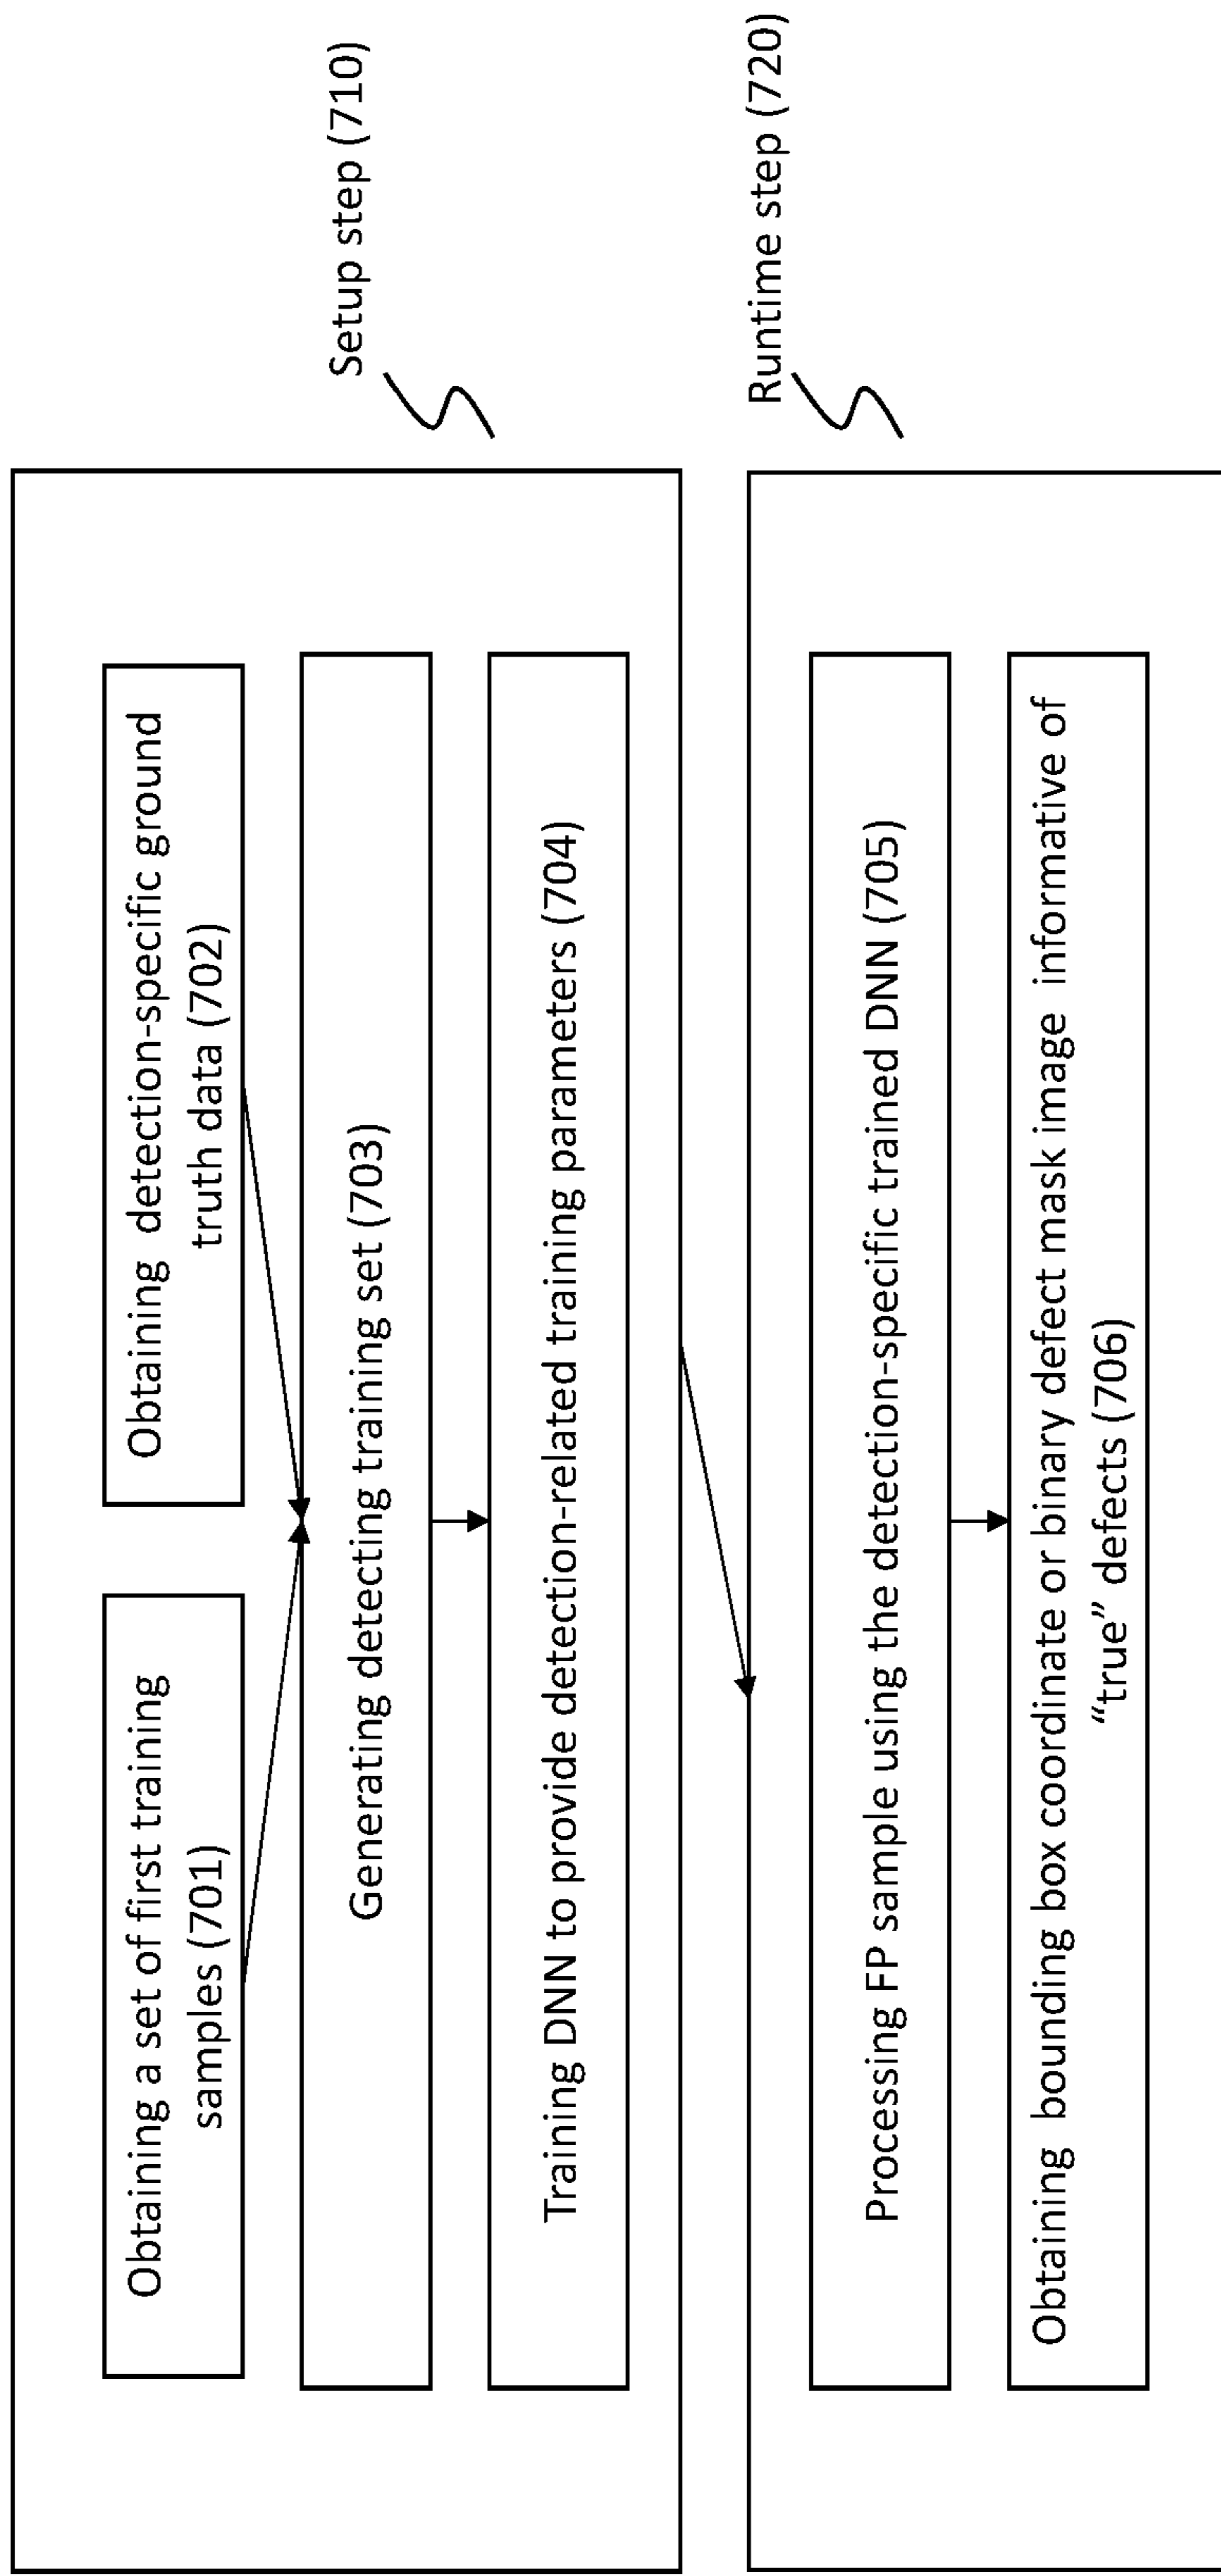 Obtaining a set of first training
samples (701)
Obtaining detection-specific ground
truth data (702)
Generating detecting training set (703)
Training DNN to provide detection-related training parameters (704)
Setup step (710)
Processing FP sample using the detection-specific trained DNN (705)
Obtaining bounding box coordinate or binary defect mask image informative of
“true” defects (706)
Runtime step (720)